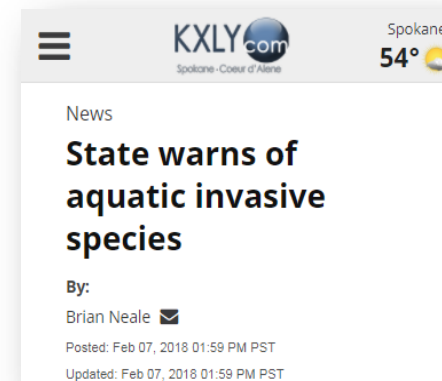 KXLY.com
Spokane-Coeur d'Alene
Spokane
54°
News
State warns of
aquatic invasive
species
By:
Brian Neale
Posted: Feb 07, 2018 01:59 PM PST
Updated: Feb 07, 2018 01:59 PM PST